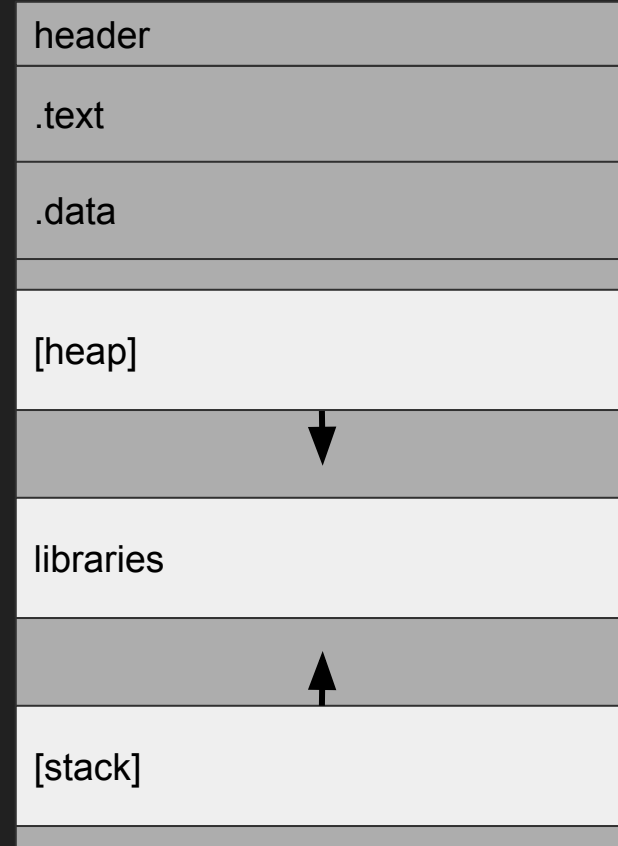 header
.text
.data
[heap]
libraries
[stack]